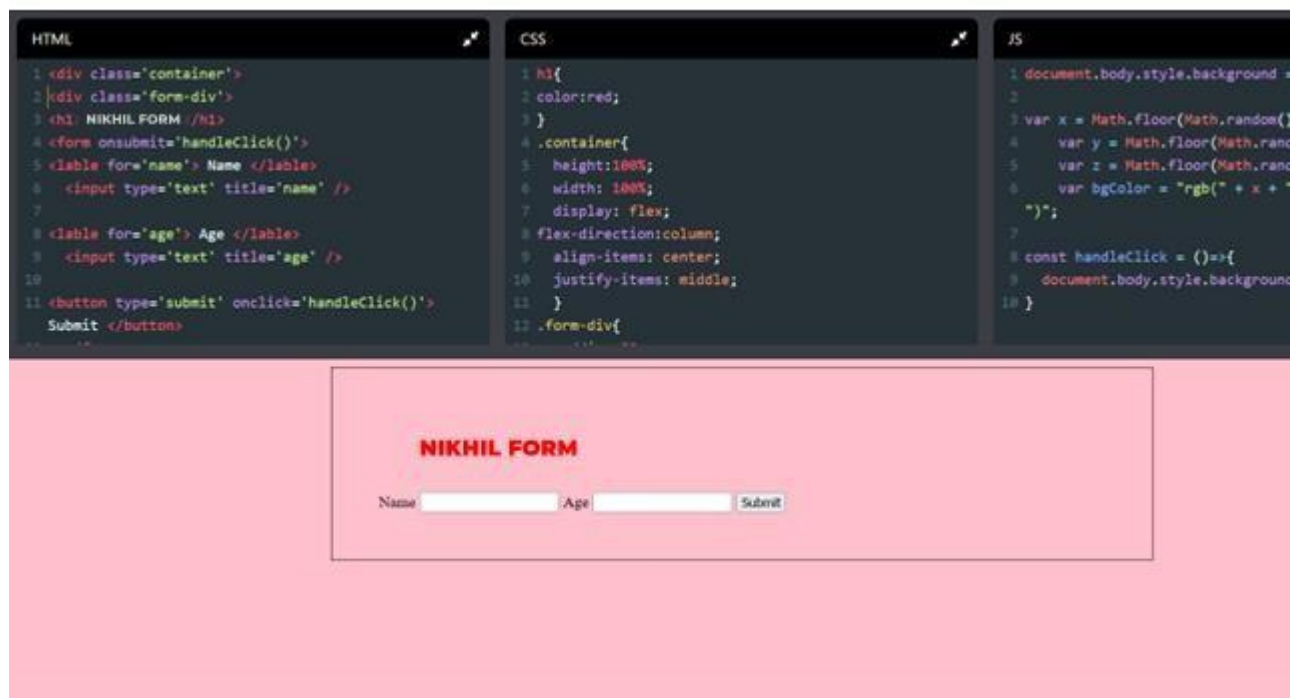 HTML
1 <div class='container'>
2 <div class='form-div'>
3 <h1> NIKHIL FORM </h1>
4 <form onsubmit='handleClick()'>
5 <lable for='name'> Name </lable>
6 <input type='text' title='name' />
7
8 <lable for='age'> Age </lable>
9 <input type='text' title='age' />
10
11 <button type='submit' onclick='handleClick()'>
Submit </button>
CSS
1 h1{
2 color:red;
3 }
4 .container{
5 height:100%;
6 width: 100%;
7 display: flex;
8 flex-direction:column;
9 align-items: center;
10 justify-items: middle;
11 }
12 .form-div{
JS
1 document.body.style.background =
2
3 var x = Math.floor(Math.random()
4 var y = Math.floor(Math.rand
5 var z = Math.floor(Math.rand
6 var bgColor = "rgb(" + x + "
")";
7
8 const handleClick = ()=>{
9 document.body.style.background
10 }
NIKHIL FORM
Name Age Submit